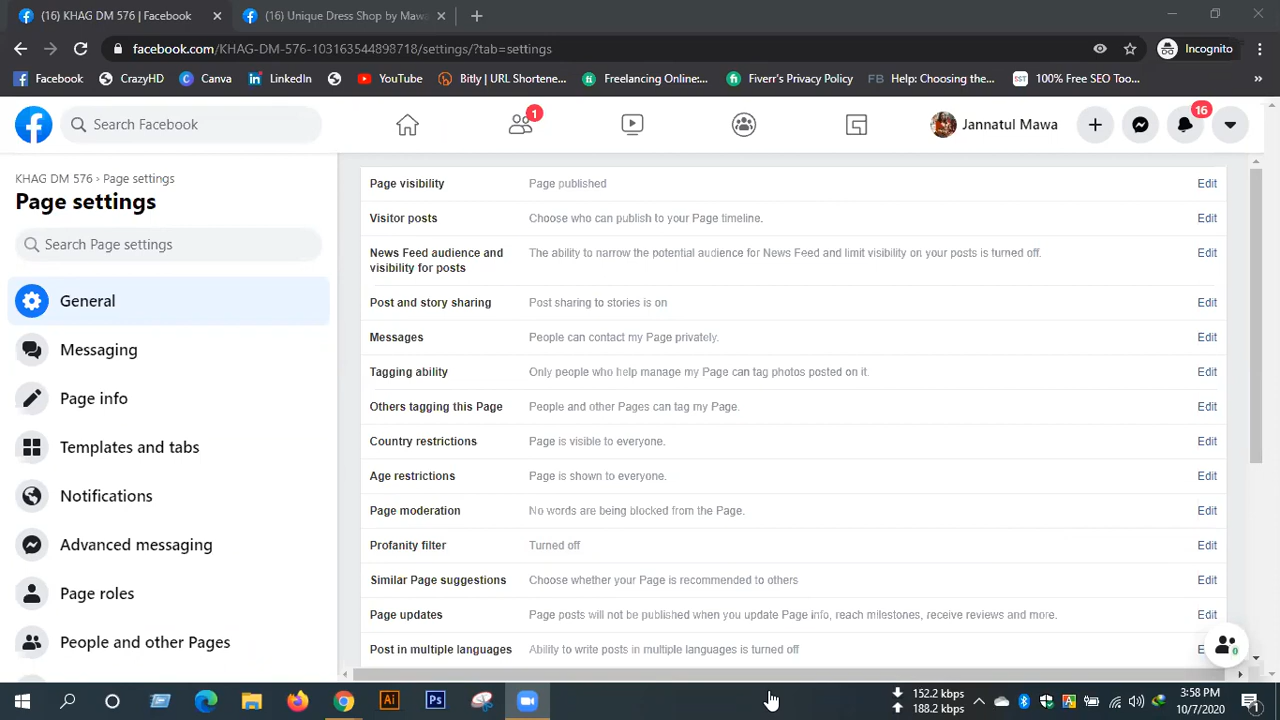 (16) KHAG DM 576 | Facebook
(16) Unique Dress Shop by Mawa
facebook.com/KHAG-DM-576-103163544898718/settings/?tab=settings
Incognito
Facebook
CrazyHD
Canva
LinkedIn
YouTube
Bitly | URL Shortene...
Freelancing Online:...
Fiverr's Privacy Policy
FB Help: Choosing the...
SST 100% Free SEO Too...
Search Facebook
1
Jannatul Mawa
16
KHAG DM 576 › Page settings
Page settings
Search Page settings
General
Messaging
Page info
Templates and tabs
Notifications
Advanced messaging
Page roles
People and other Pages
Page visibility Page published Edit
Visitor posts Choose who can publish to your Page timeline. Edit
News Feed audience and The ability to narrow the potential audience for News Feed and limit visibility on your posts is turned off. Edit
visibility for posts
Post and story sharing Post sharing to stories is on Edit
Messages People can contact my Page privately. Edit
Tagging ability Only people who help manage my Page can tag photos posted on it. Edit
Others tagging this Page People and other Pages can tag my Page. Edit
Country restrictions Page is visible to everyone. Edit
Age restrictions Page is shown to everyone. Edit
Page moderation No words are being blocked from the Page. Edit
Profanity filter Turned off Edit
Similar Page suggestions Choose whether your Page is recommended to others Edit
Page updates Page posts will not be published when you update Page info, reach milestones, receive reviews and more. Edit
Post in multiple languages Ability to write posts in multiple languages is turned off
0
Ai
Ps
152.2 kbps
188.2 kbps
3:58 PM
10/7/2020
1